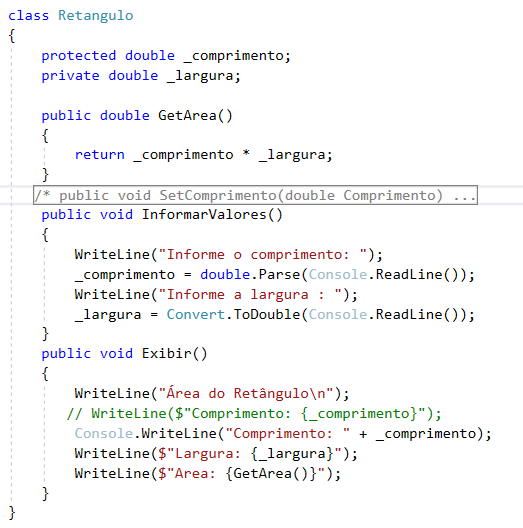 class Retangulo
{
    protected double _comprimento;
    private double _largura;

    public double GetArea()
    {
        return _comprimento * _largura;
    }
    /* public void SetComprimento(double Comprimento) ...
    public void InformarValores()
    {
        WriteLine("Informe o comprimento: ");
        _comprimento = double.Parse(Console.ReadLine());
        WriteLine("Informe a largura : ");
        _largura = Convert.ToDouble(Console.ReadLine());
    }
    public void Exibir()
    {
        WriteLine("Área do Retângulo\n");
       // WriteLine($"Comprimento: {_comprimento}");
        Console.WriteLine("Comprimento: " + _comprimento);
        WriteLine($"Largura: {_largura}");
        WriteLine($"Area: {GetArea()}");
    }
}